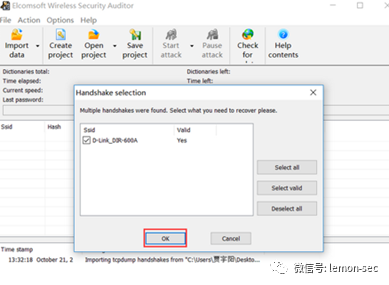 Elcomsoft Wireless Security Auditor
File Action Options Help
Import data
Create project
Open project
Save project
Start attack
Pause attack
Check for
Help contents
Dictionaries total:
Dictionaries left:
Time elapsed:
Time left:
Current speed:
Last password:
Handshake selection
Multiple handshakes were found. Select what you need to recover please.
Ssid Valid
D-Link_DIR-600A Yes
Select all
Select valid
Deselect all
OK Cancel
Ssid Hash
Time stamp
13:32:18 October 21, 2
Importing tcpdump handshakes from "C:\Users\贾宇阳\Deskto...
微信号: lemon-sec